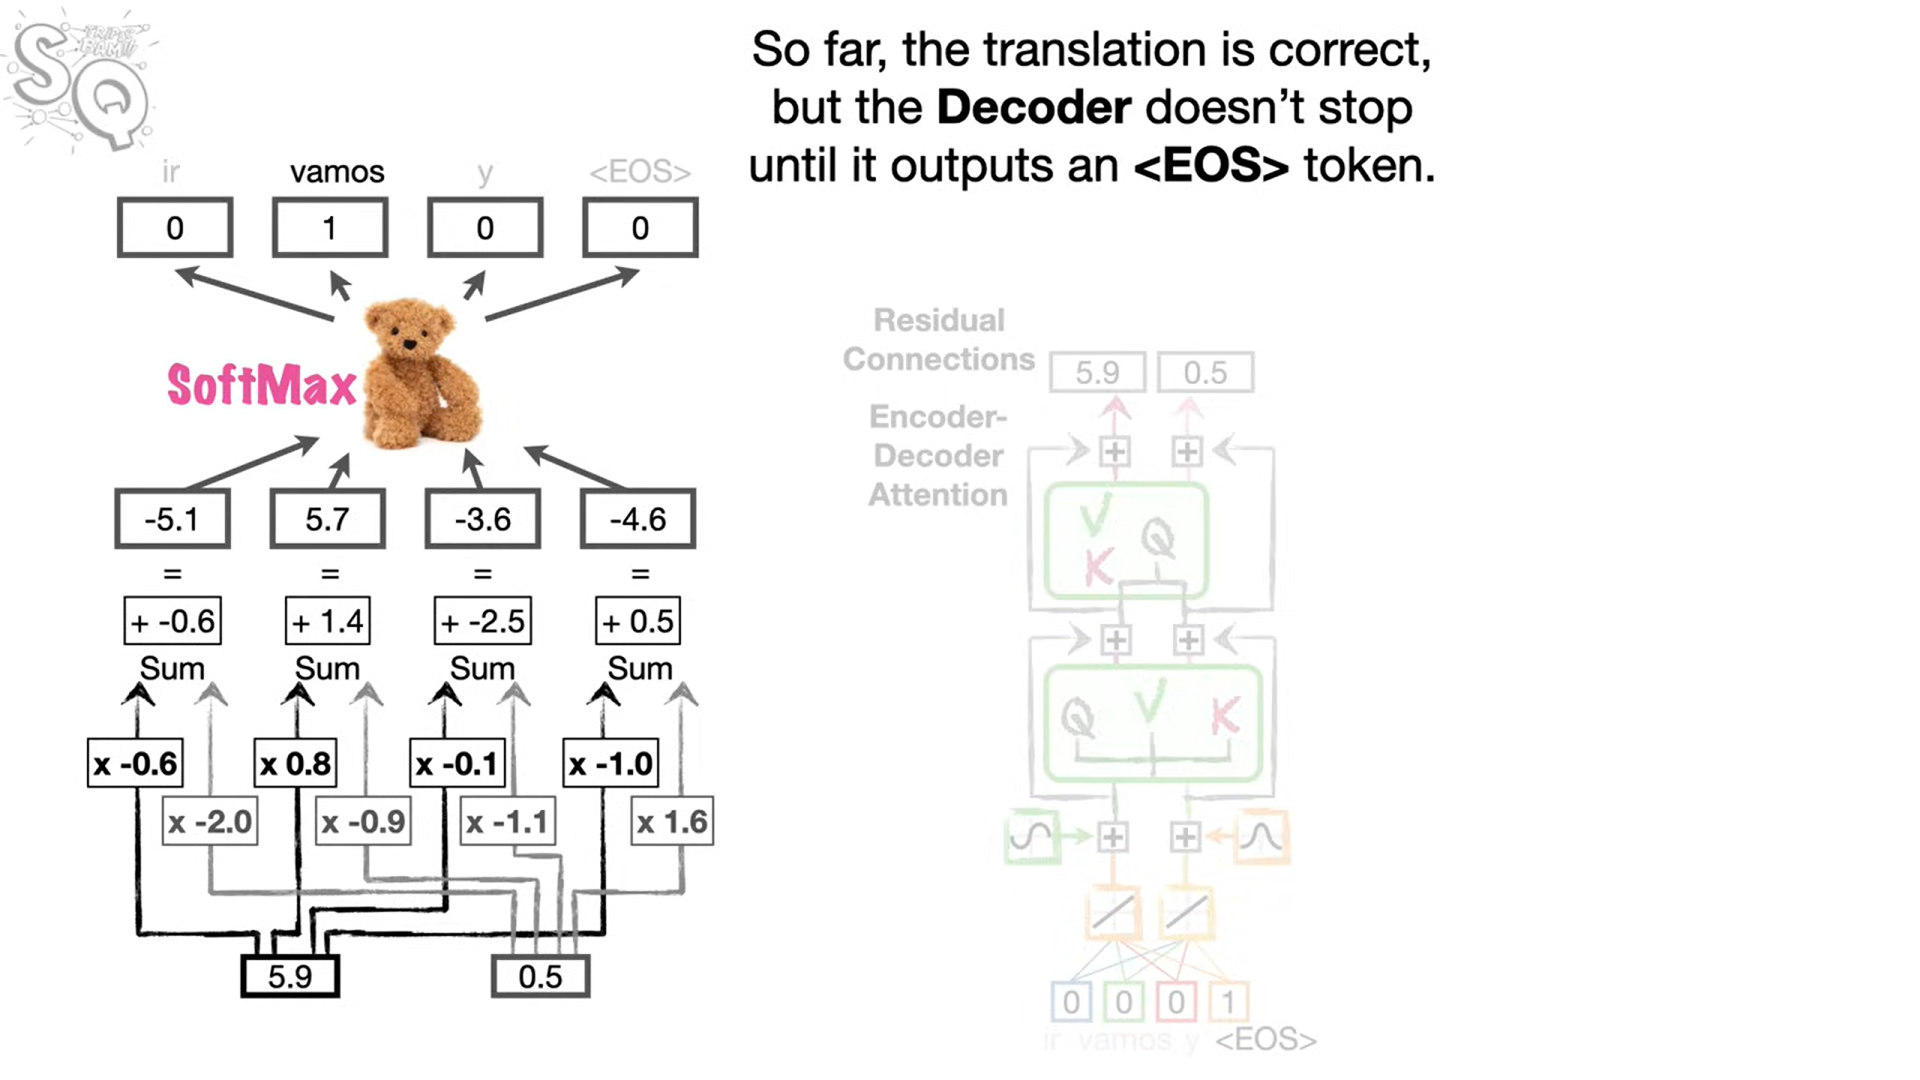 SQ
TRIPLE
BAM!!!
So far, the translation is correct,
but the Decoder doesn't stop
until it outputs an <EOS> token.
ir vamos y <EOS>
0 1 0 0
SoftMax
-5.1 5.7 -3.6 -4.6
= = = =
+ -0.6 + 1.4 + -2.5 + 0.5
Sum Sum Sum Sum
x -0.6 x 0.8 x -0.1 x -1.0
x -2.0 x -0.9 x -1.1 x 1.6
5.9 0.5
Residual
Connections
5.9 0.5
Encoder-
Decoder
Attention
+ +
V
Q
K
+ +
Q V K
+ +
0 0 0 1
ir vamos y <EOS>